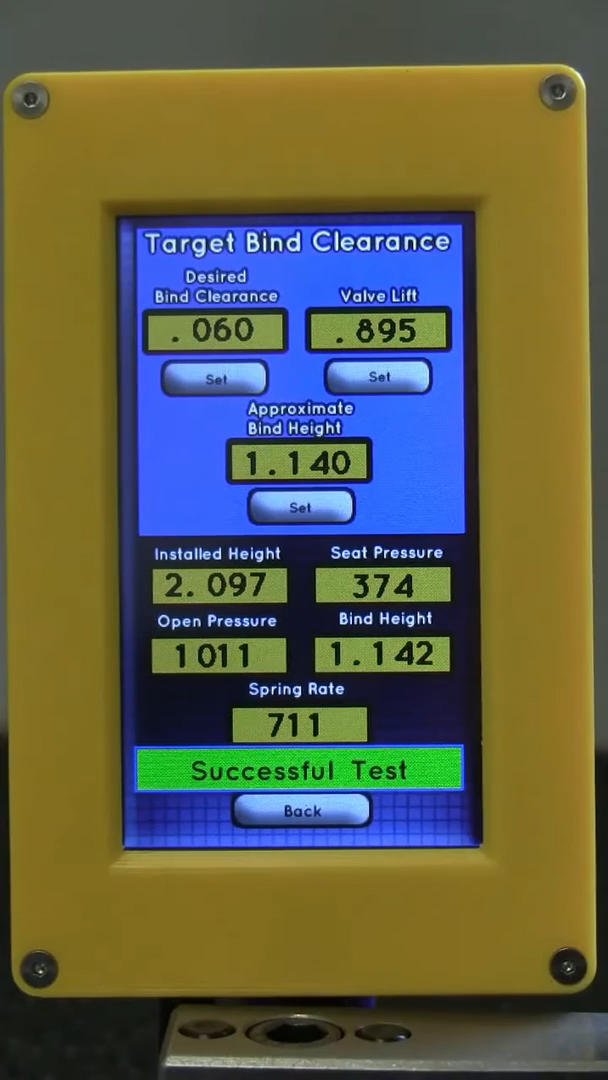 Target Bind Clearance
Desired
Bind Clearance
Valve Lift
.060
.895
Set
Set
Approximate
Bind Height
1.140
Set
Installed Height
Seat Pressure
2.097
374
Open Pressure
Bind Height
1011
1.142
Spring Rate
711
Successful Test
Back